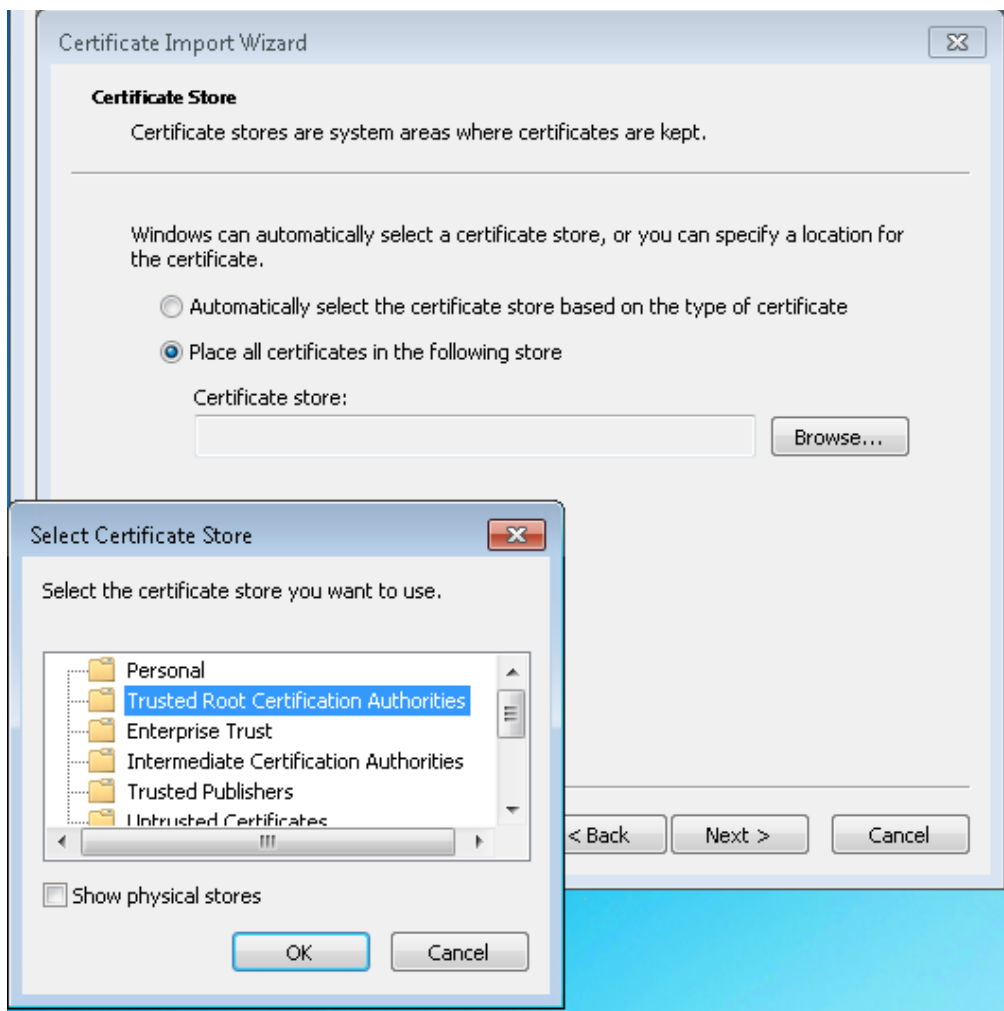 Certificate Import Wizard
Certificate Store
Certificate stores are system areas where certificates are kept.
Windows can automatically select a certificate store, or you can specify a location for
the certificate.
Automatically select the certificate store based on the type of certificate
Place all certificates in the following store
Certificate store:
Browse...
Select Certificate Store
Select the certificate store you want to use.
Personal
Trusted Root Certification Authorities
Enterprise Trust
Intermediate Certification Authorities
Trusted Publishers
Untrusted Certificates
< Back
Next >
Cancel
Show physical stores
OK
Cancel